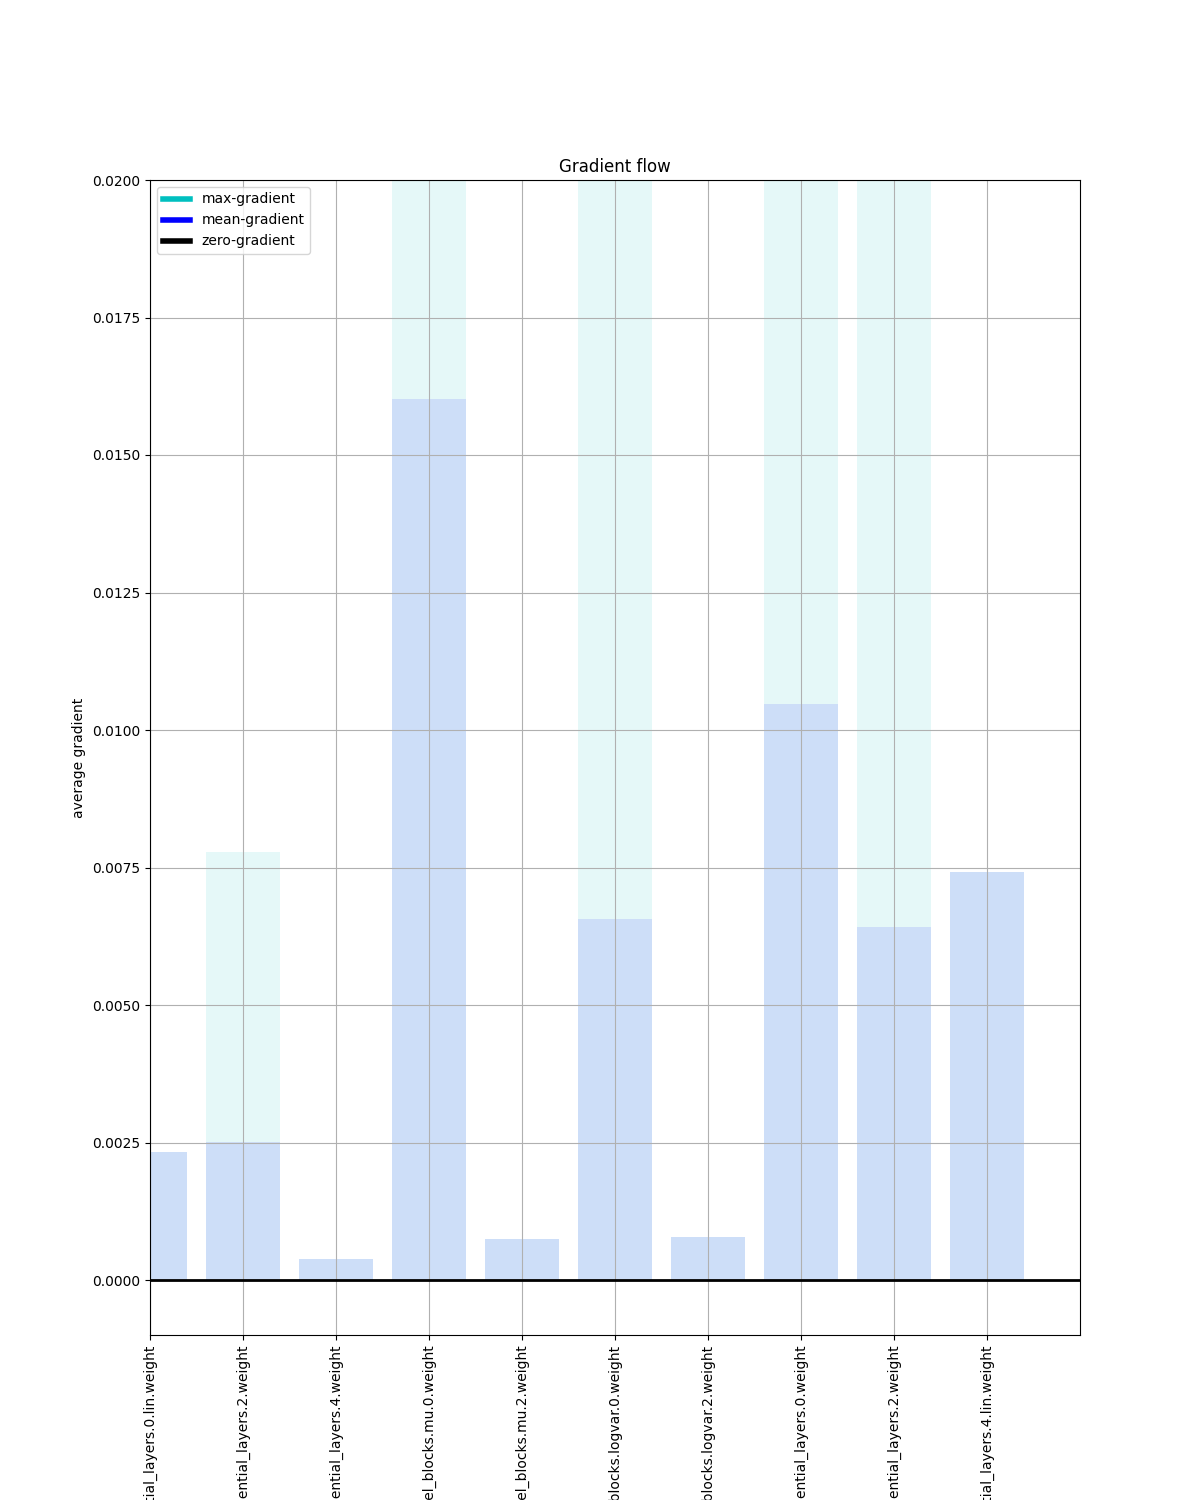 Gradient flow
max-gradient
mean-gradient
zero-gradient
0.0200
0.0175
0.0150
0.0125
0.0100
0.0075
0.0050
0.0025
0.0000
average gradient
tial_layers.0.lin.weight
ential_layers.2.weight
ential_layers.4.weight
el_blocks.mu.0.weight
el_blocks.mu.2.weight
blocks.logvar.0.weight
blocks.logvar.2.weight
ential_layers.0.weight
ential_layers.2.weight
tial_layers.4.lin.weight